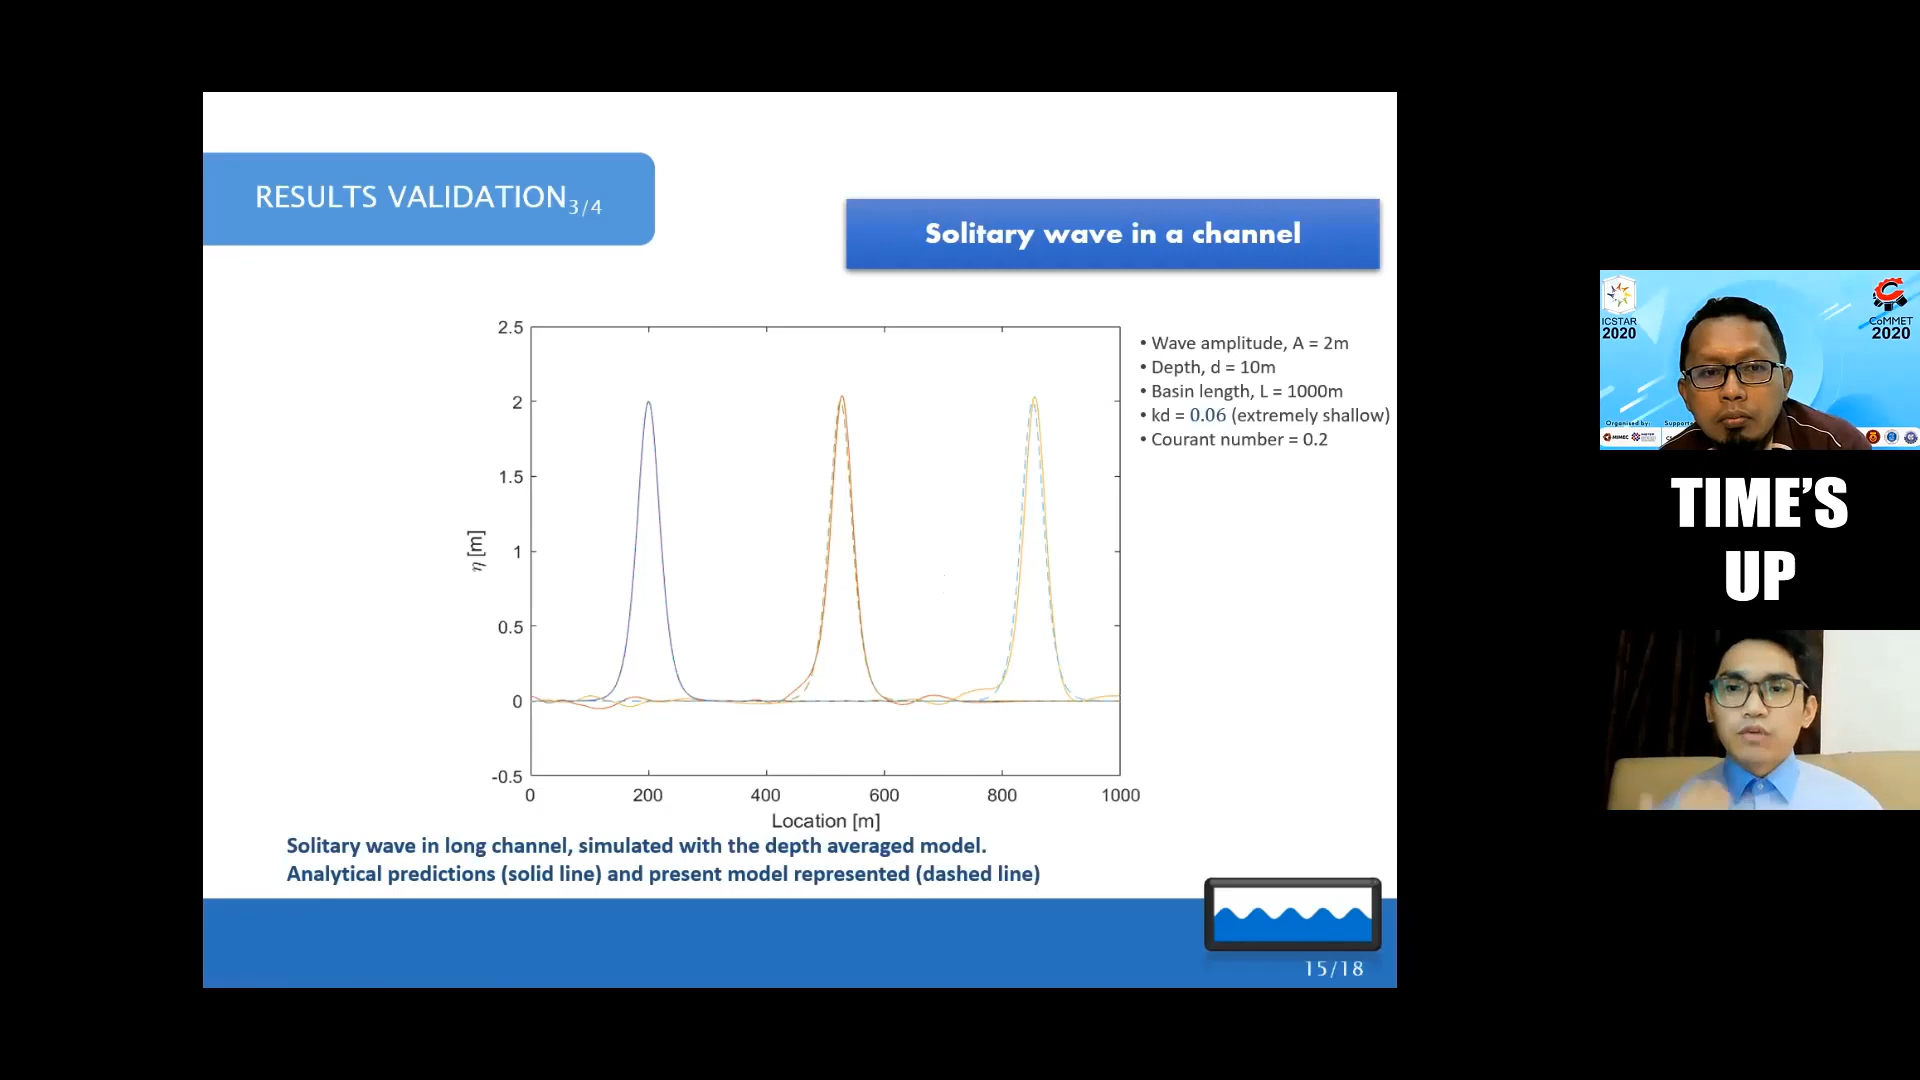 RESULTS VALIDATION3/4
Solitary wave in a channel
2.5
2
1.5
1
0.5
0
-0.5
η [m]
0 200 400 600 800 1000
Location [m]
• Wave amplitude, A = 2m
• Depth, d = 10m
• Basin length, L = 1000m
• kd = 0.06 (extremely shallow)
• Courant number = 0.2
Solitary wave in long channel, simulated with the depth averaged model.
Analytical predictions (solid line) and present model represented (dashed line)
15/18
ICSTAR
2020
CoMMET
2020
Organised by:
MIMEC
TIME’S
UP